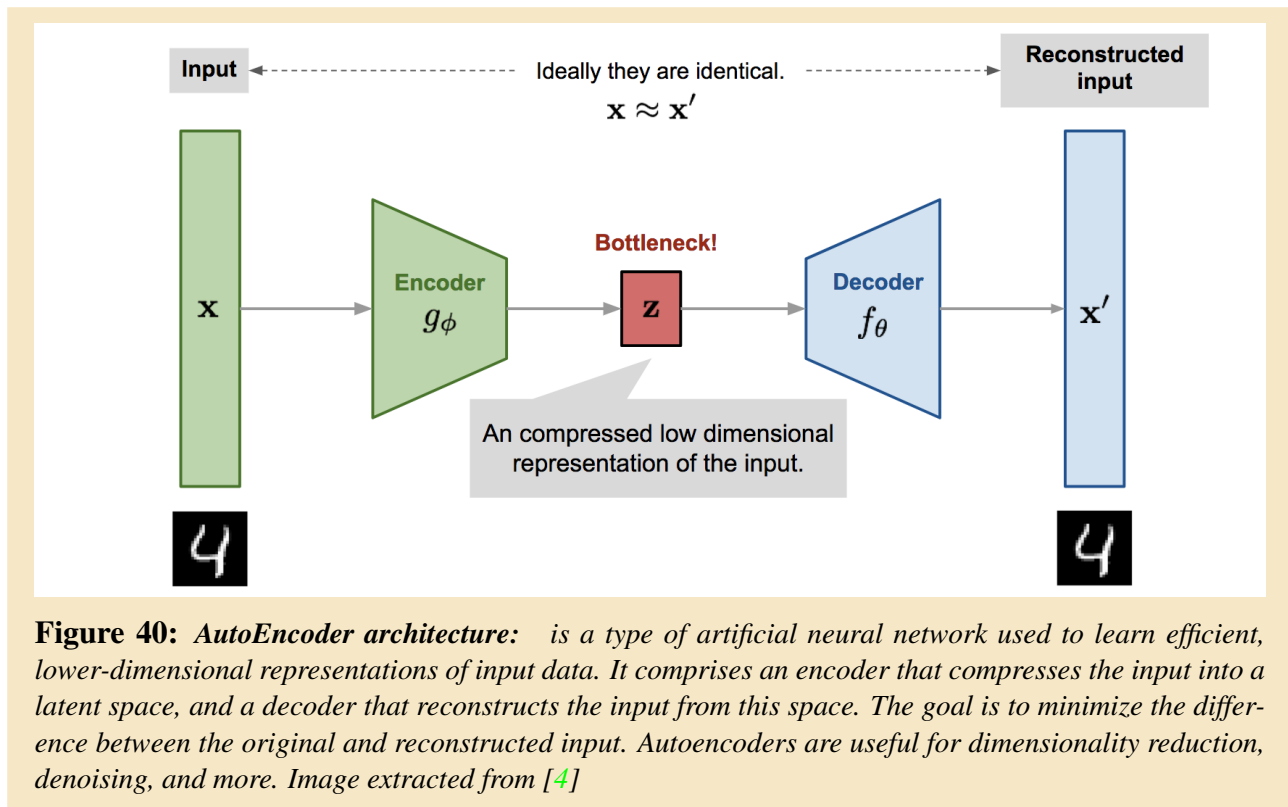 Input
Ideally they are identical.
x ≈ x′
Reconstructed
input
x
Encoder
g_ϕ
Bottleneck!
z
Decoder
f_θ
x′
An compressed low dimensional
representation of the input.
4
4
Figure 40: AutoEncoder architecture: is a type of artificial neural network used to learn efficient,
lower-dimensional representations of input data. It comprises an encoder that compresses the input into a
latent space, and a decoder that reconstructs the input from this space. The goal is to minimize the differ-
ence between the original and reconstructed input. Autoencoders are useful for dimensionality reduction,
denoising, and more. Image extracted from [4]